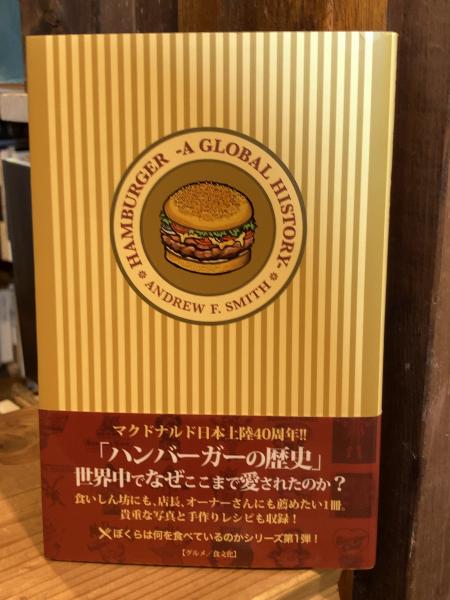 HAMBURGER -A GLOBAL HISTORY-
ANDREW F. SMITH
マクドナルド日本上陸40周年!!
「ハンバーガーの歴史」
世界中でなぜここまで愛されたのか？
食いしん坊にも、店長、オーナーさんにも薦めたい1冊。
貴重な写真と手作りレシピも収録！
ぼくらは何を食べているのかシリーズ第1弾！
【グルメ／食文化】